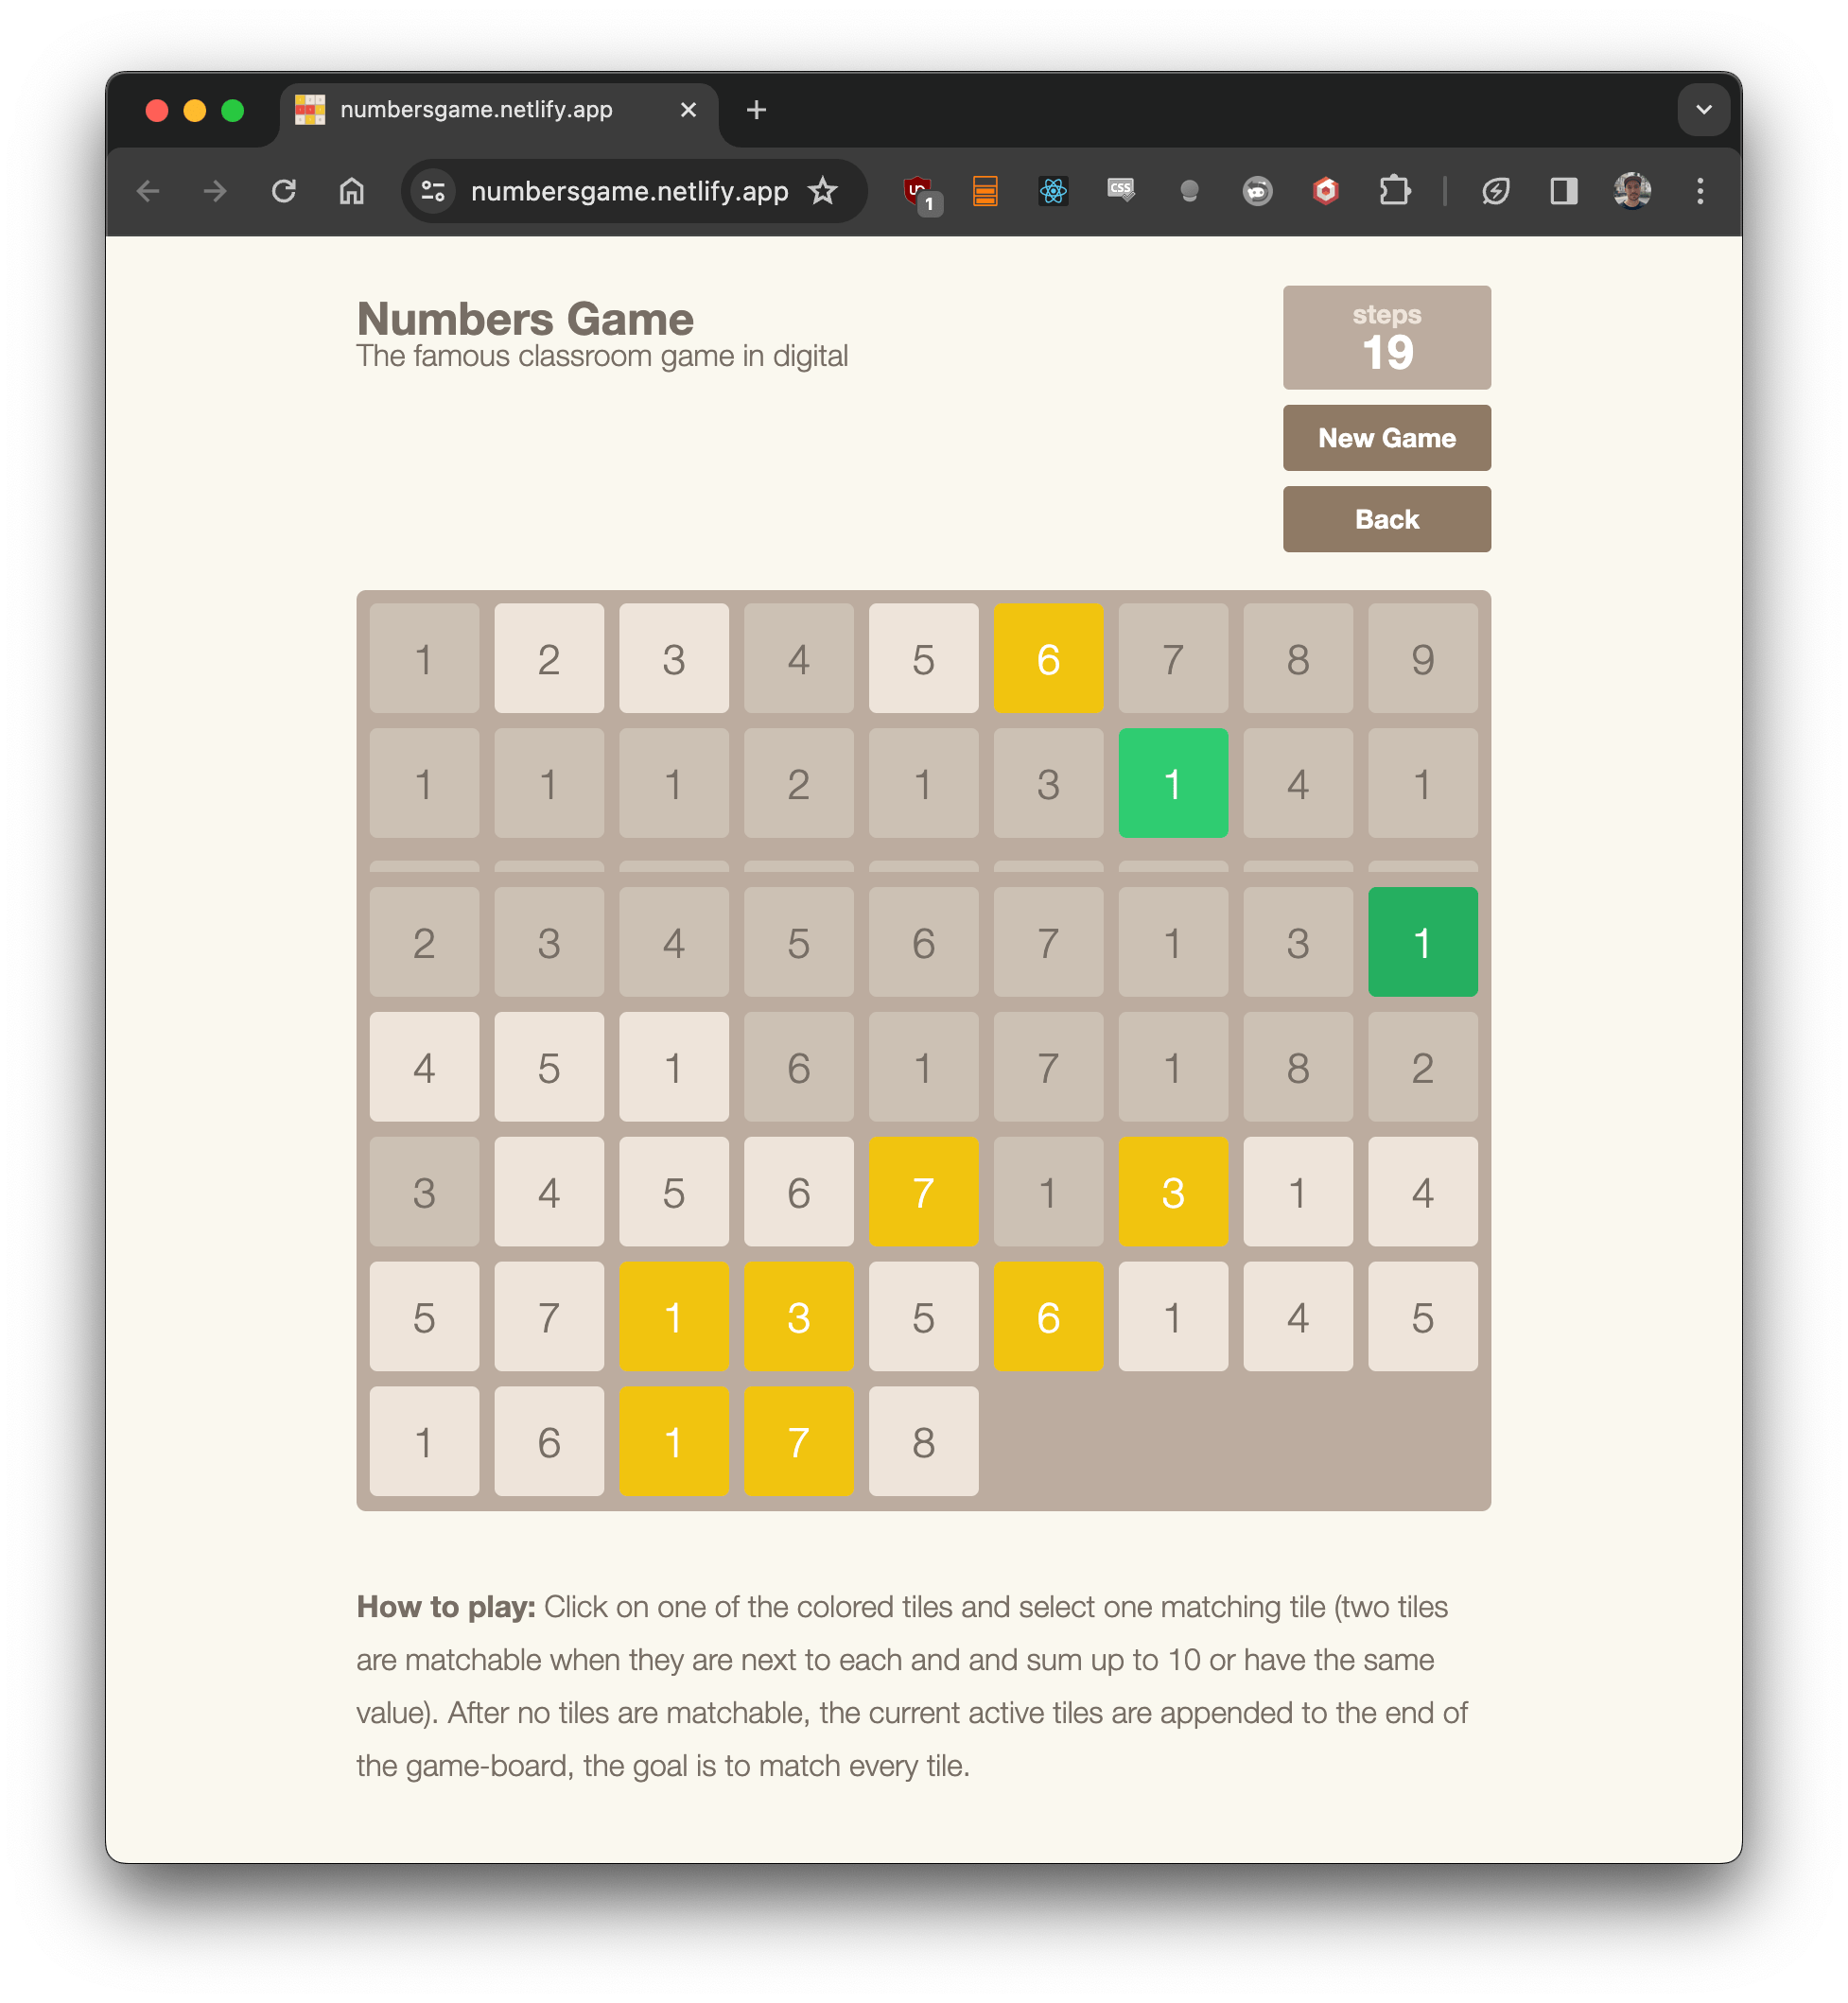 numbersgame.netlify.app
numbersgame.netlify.app
1
CSS
Numbers Game
The famous classroom game in digital
steps
19
New Game
Back
1 2 3 4 5 6 7 8 9
1 1 1 2 1 3 1 4 1
2 3 4 5 6 7 1 3 1
4 5 1 6 1 7 1 8 2
3 4 5 6 7 1 3 1 4
5 7 1 3 5 6 1 4 5
1 6 1 7 8
How to play: Click on one of the colored tiles and select one matching tile (two tiles
are matchable when they are next to each and and sum up to 10 or have the same
value). After no tiles are matchable, the current active tiles are appended to the end of
the game-board, the goal is to match every tile.